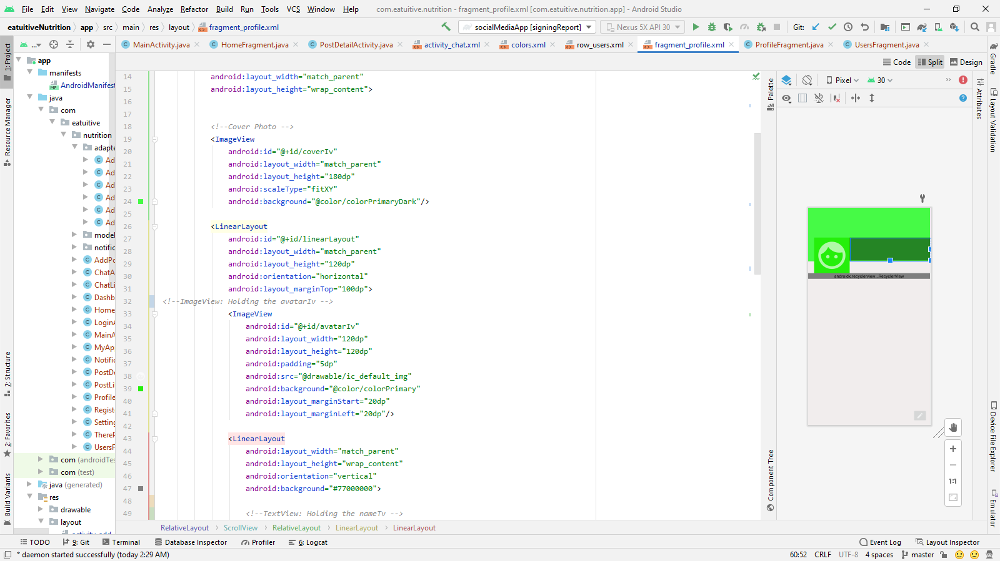 File Edit View Navigate Code Analyze Refactor Build Run Tools VCS Window Help com.eatuitive.nutrition - fragment_profile.xml [com.eatuitive.nutrition.app] - Android Studio
eatuitiveNutrition app src main res layout fragment_profile.xml socialMediaApp [signingReport] Nexus 5X API 30 Git:
... MainActivity.java HomeFragment.java PostDetailActivity.java activity_chat.xml colors.xml row_users.xml fragment_profile.xml ProfileFragment.java UsersFragment.java
Code Split Design
1: Project
Resource Manager
7: Structure
2: Favorites
Build Variants
app
manifests
AndroidManifest
java
com
eatuitive
nutrition
adapte
Ad
Ad
Ad
Ad
Ad
Ad
model
notific
AddPo
ChatA
ChatLi
Dashb
Home
LoginA
MainA
MyAp
Notific
PostDe
PostLi
Profile
Regist
Setting
ThereP
UsersF
com (androidTes
com (test)
java (generated)
res
drawable
layout
activity_add
14 android:layout_width="match_parent"
15 android:layout_height="wrap_content">
16
17
18 <!--Cover Photo -->
19 <ImageView
20 android:id="@+id/coverIv"
21 android:layout_width="match_parent"
22 android:layout_height="180dp"
23 android:scaleType="fitXY"
24 android:background="@color/colorPrimaryDark"/>
25
26 <LinearLayout
27 android:id="@+id/linearLayout"
28 android:layout_width="match_parent"
29 android:layout_height="120dp"
30 android:orientation="horizontal"
31 android:layout_marginTop="100dp">
32 <!--ImageView: Holding the avatarIv -->
33 <ImageView
34 android:id="@+id/avatarIv"
35 android:layout_width="120dp"
36 android:layout_height="120dp"
37 android:padding="5dp"
38 android:src="@drawable/ic_default_img"
39 android:background="@color/colorPrimary"
40 android:layout_marginStart="20dp"
41 android:layout_marginLeft="20dp"/>
42
43 <LinearLayout
44 android:layout_width="match_parent"
45 android:layout_height="wrap_content"
46 android:orientation="vertical"
47 android:background="#77000000">
48
49 <!--TextView: Holding the nameTv -->
RelativeLayout ScrollView RelativeLayout LinearLayout LinearLayout
Palette
Component Tree
Pixel 30
androidx.recyclerview...RecyclerView
1:1
Attributes
Gradle
Layout Validation
Device File Explorer
Emulator
TODO 9: Git Terminal Database Inspector Profiler 6: Logcat Event Log Layout Inspector
* daemon started successfully (today 2:29 AM) 60:52 CRLF UTF-8 4 spaces master